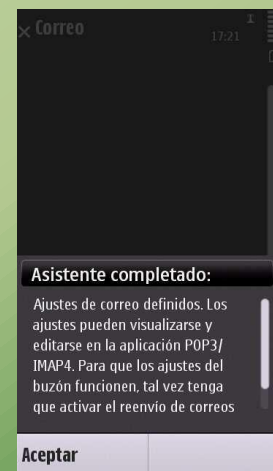 Correo
17:21
Asistente completado:
Ajustes de correo definidos. Los
ajustes pueden visualizarse y
editarse en la aplicación POP3/
IMAP4. Para que los ajustes del
buzón funcionen, tal vez tenga
que activar el reenvío de correos
Aceptar